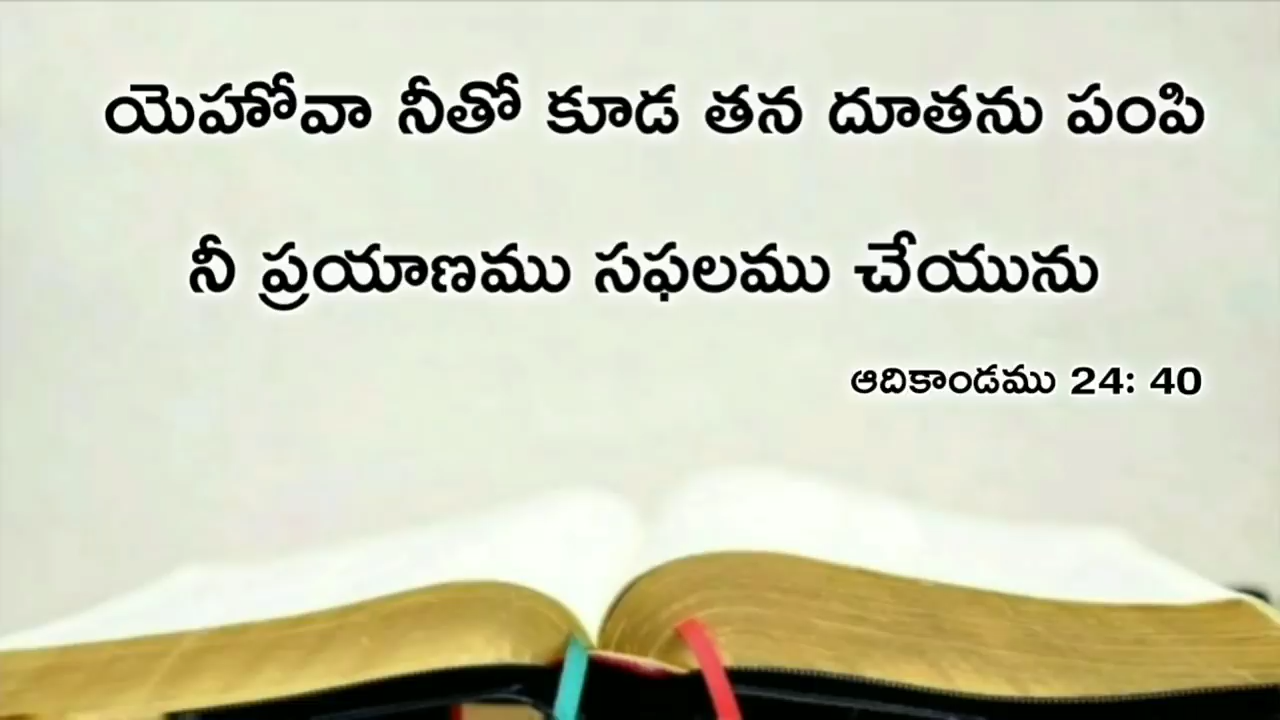 యెహోవా నీతో కూడ తన దూతను పంపి
నీ ప్రయాణము సఫలము చేయును
ఆదికాండము 24: 40